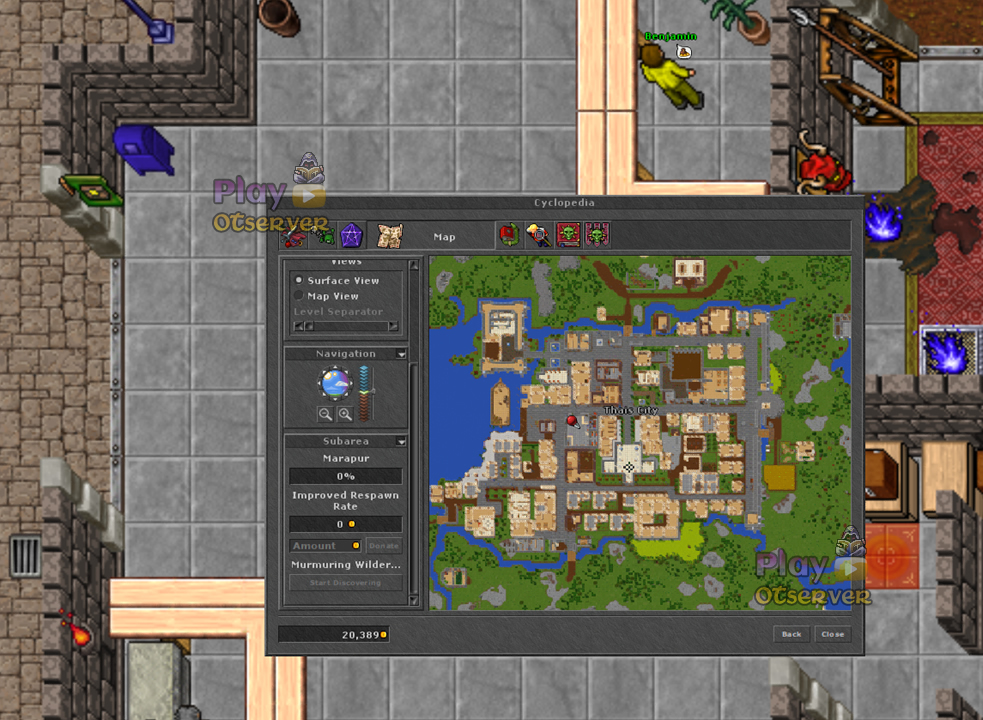 Benjamin
Play
Otserver
Cyclopedia
Map
Views
Surface View
Map View
Level Separator
Navigation
Subarea
Marapur
0%
Improved Respawn
Rate
0
Amount
Donate
Murmuring Wilder...
Start Discovering
Thais City
Play
Otserver
20,389
Back
Close